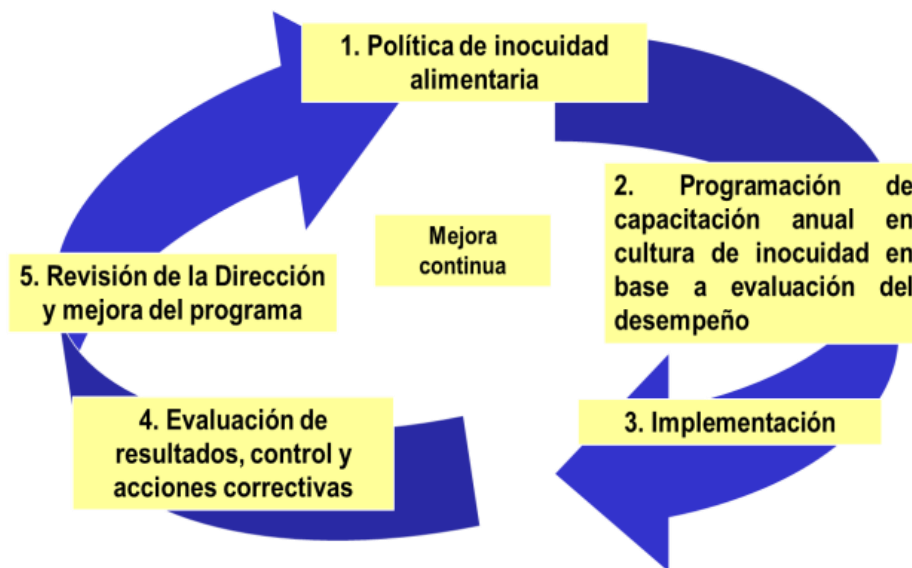 1. Política de inocuidad
alimentaria
2. Programación de
capacitación anual en
cultura de inocuidad en
base a evaluación del
desempeño
Mejora
continua
5. Revisión de la Dirección
y mejora del programa
4. Evaluación de
resultados, control y
acciones correctivas
3. Implementación